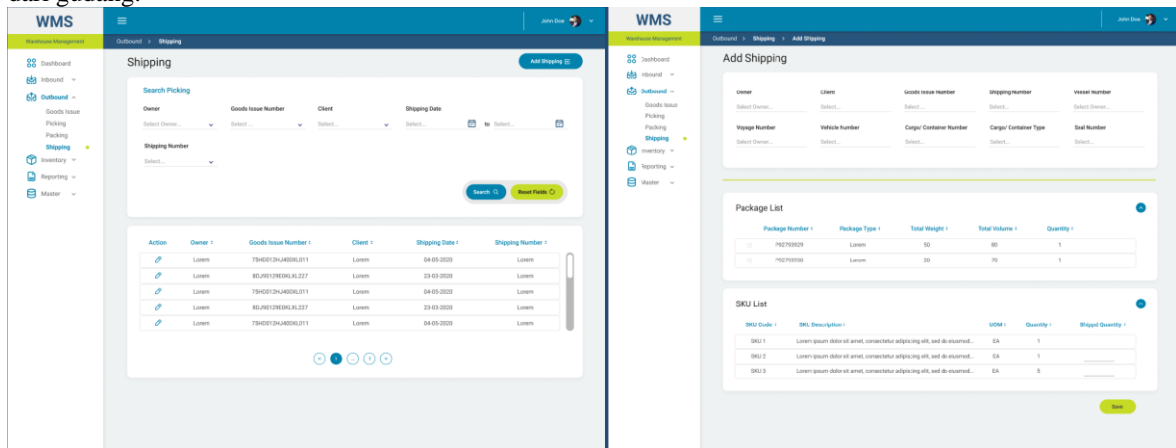 dari gudang.
WMS
John Doe
Warehouse Management
Outbound > Shipping
Dashboard
Inbound
Outbound
Goods Issue
Picking
Packing
Shipping
Inventory
Reporting
Master
Shipping
Add Shipping
Search Picking
Owner Goods Issue Number Client Shipping Date
Select Owner... Select ... Select... Select... to Select...
Shipping Number
Select...
Search Reset Fields
Action Owner Goods Issue Number Client Shipping Date Shipping Number
Lorem 75HD012HJ400XL011 Lorem 04-05-2020 Lorem
Lorem Lorem 23-03-2020 Lorem
Lorem 75HD012HJ400XL011 Lorem 04-05-2020 Lorem
Lorem Lorem 23-03-2020 Lorem
Lorem 75HD012HJ400XL011 Lorem 04-05-2020 Lorem
WMS
John Doe
Warehouse Management
Outbound > Shipping > Add Shipping
Dashboard
Inbound
Outbound
Goods Issue
Picking
Packing
Shipping
Inventory
Reporting
Master
Add Shipping
Owner Client Goods Issue Number Shipping Number Vessel Number
Select Owner... Select... Select ... Select... Select Owner...
Voyage Number Vehicle Number Cargo/ Container Number Cargo/ Container Type Seal Number
Select Owner... Select... Select... Select... Select...
Package List
Package Number Package Type Total Weight Total Volume Quantity
Lorem 50 80 1
Lorem 20 70 1
SKU List
SKU Code SKU Description UOM Quantity Shippd Quantity
SKU 1 Lorem ipsum dolor sit amet, consectetur adipiscing elit, sed do eiusmod... EA 1
SKU 2 Lorem ipsum dolor sit amet, consectetur adipiscing elit, sed do eiusmod... EA 1
SKU 3 Lorem ipsum dolor sit amet, consectetur adipiscing elit, sed do eiusmod... EA 5
Save